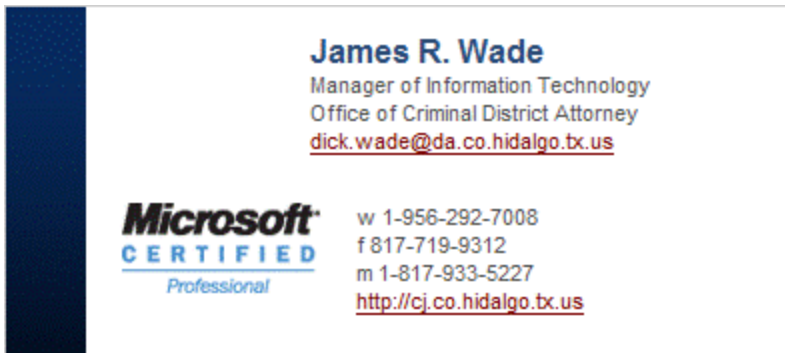 James R. Wade
Manager of Information Technology
Office of Criminal District Attorney
dick.wade@da.co.hidalgo.tx.us
Microsoft
CERTIFIED
Professional
w 1-956-292-7008
f 817-719-9312
m 1-817-933-5227
http://cj.co.hidalgo.tx.us